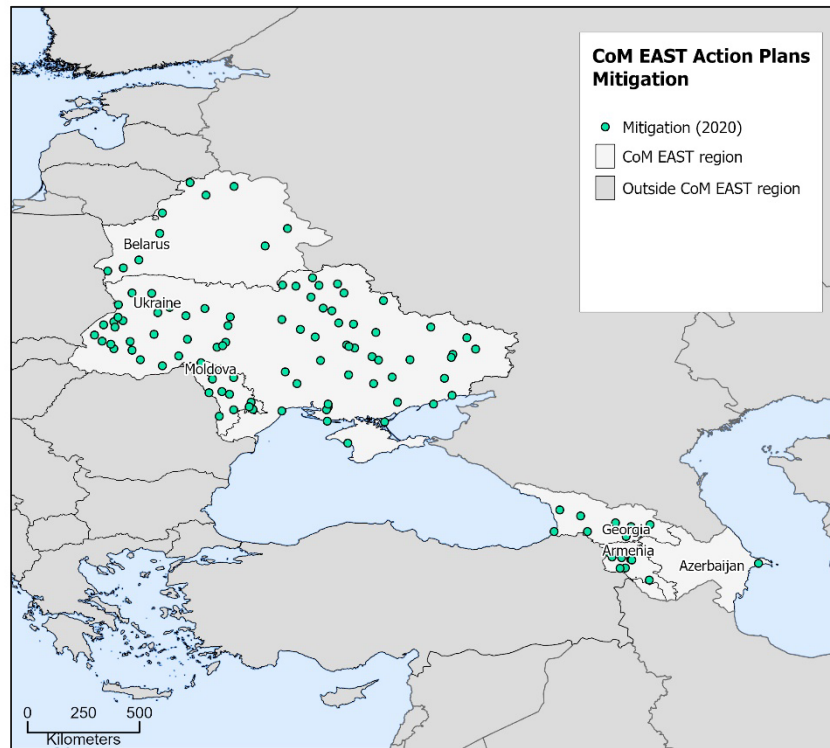 CoM EAST Action Plans
Mitigation
Mitigation (2020)
CoM EAST region
Outside CoM EAST region
Belarus
Ukraine
Moldova
Georgia
Armenia
Azerbaijan
0 250 500
Kilometers